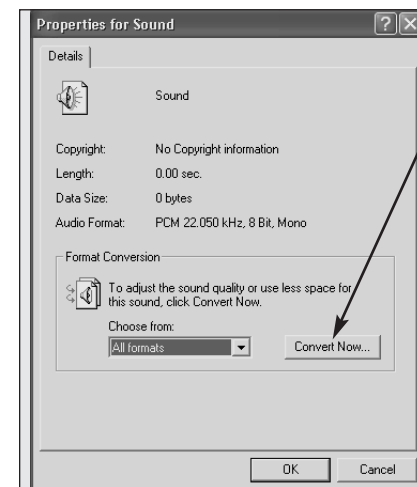 Properties for Sound
Details
Sound
Copyright: No Copyright information
Length: 0.00 sec.
Data Size: 0 bytes
Audio Format: PCM 22.050 kHz, 8 Bit, Mono
Format Conversion
To adjust the sound quality or use less space for
this sound, click Convert Now.
Choose from:
All formats
Convert Now...
OK Cancel